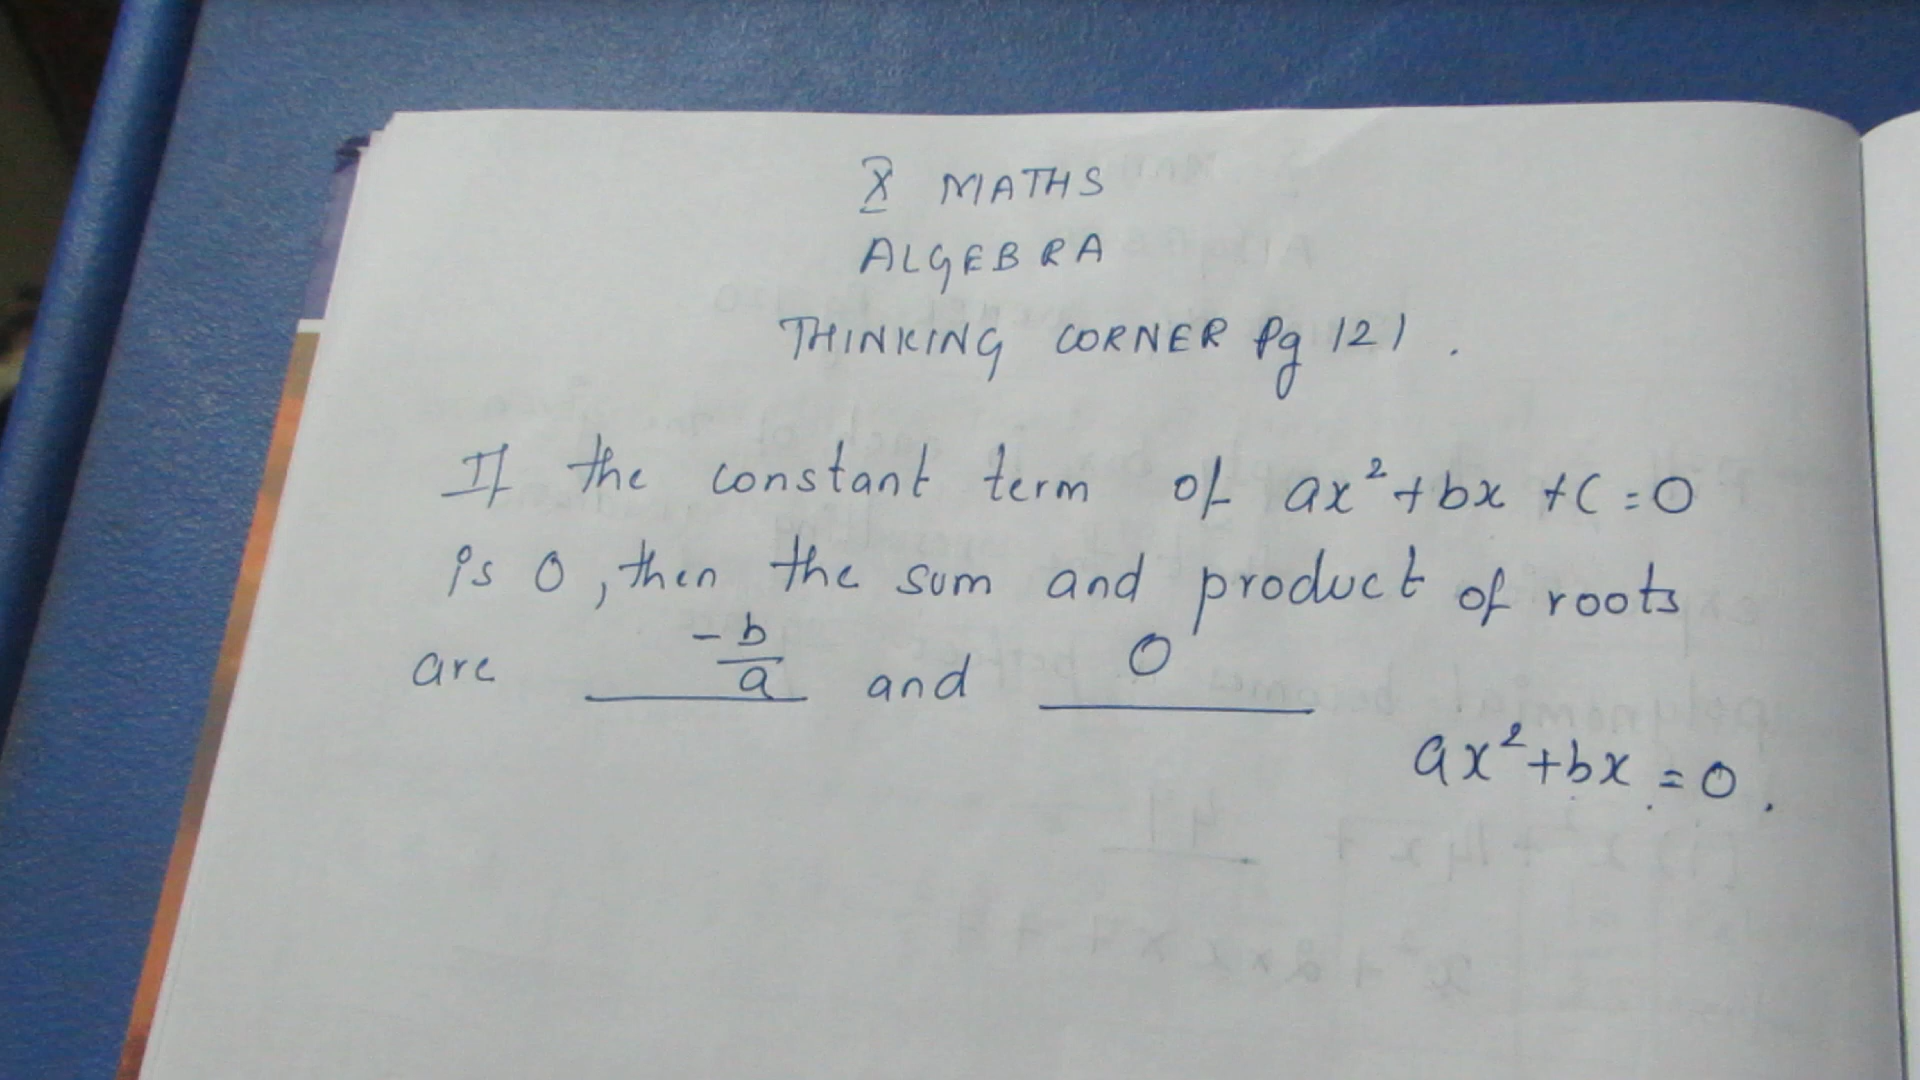 X MATHS
ALGEBRA
THINKING CORNER Pg 121.
If the constant term of ax²+bx+C=0
is 0, then the sum and product of roots
are -b/a and 0
ax²+bx=0.